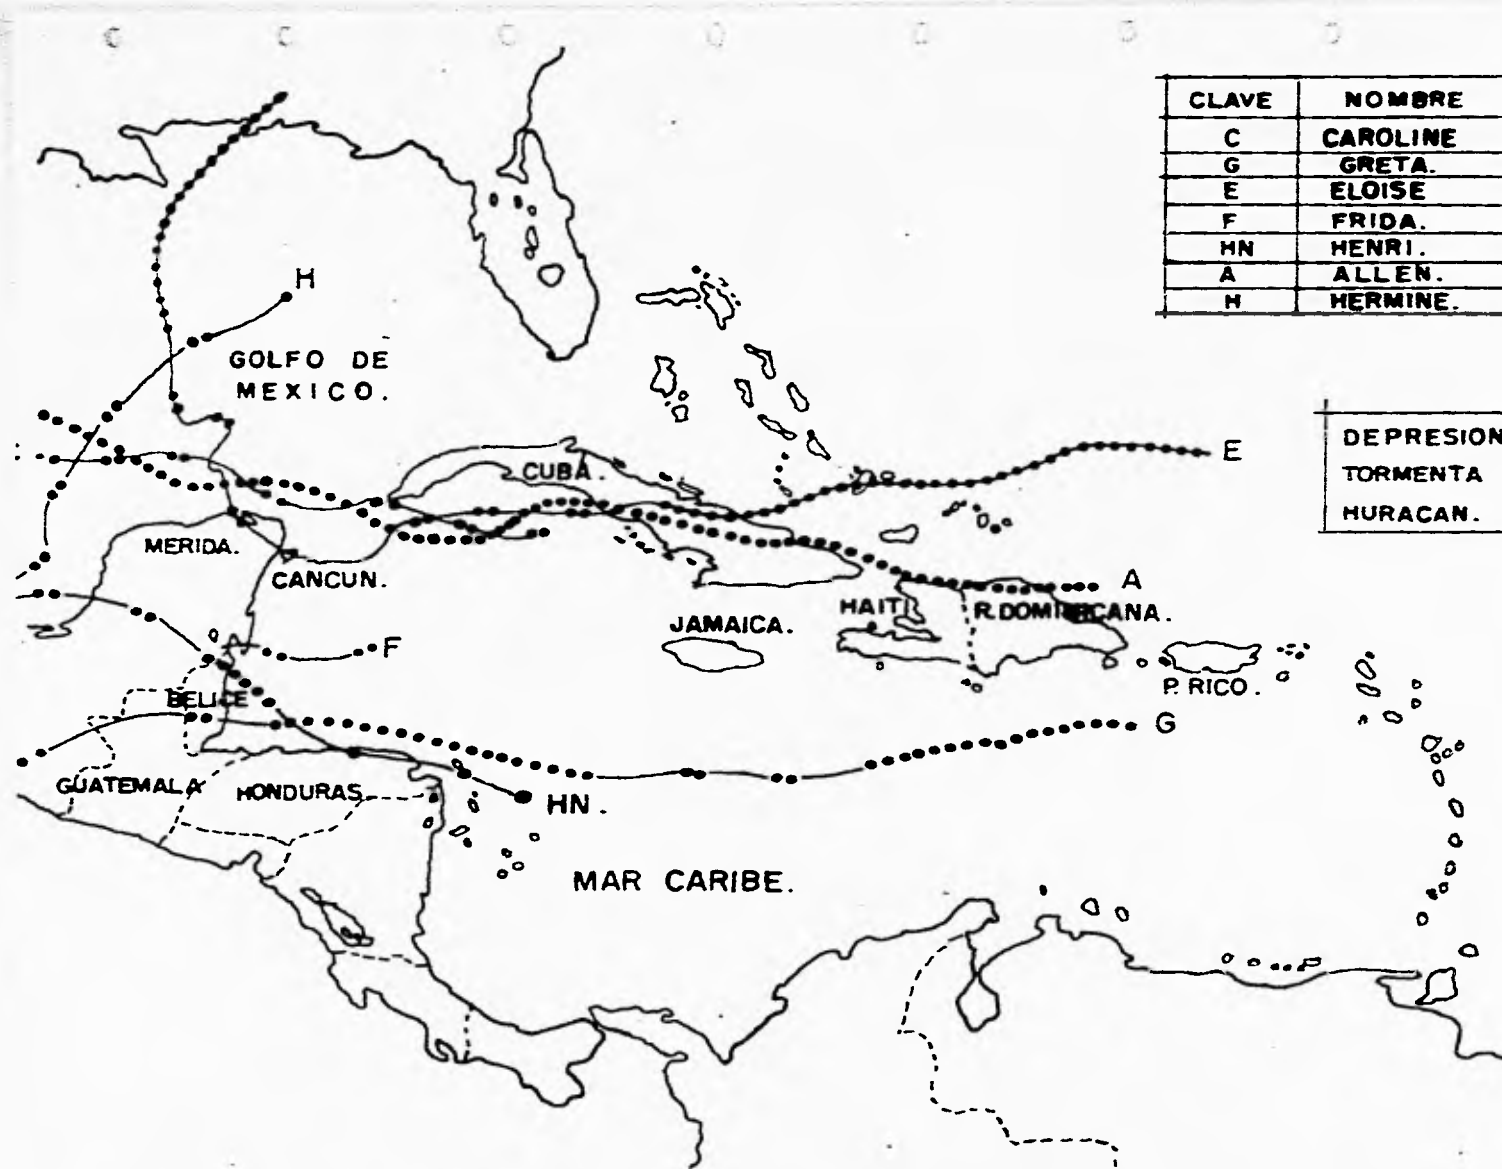 CLAVE NOMBRE
C CAROLINE
G GRETA.
E ELOISE
F FRIDA.
HN HENRI.
A ALLEN.
H HERMINE.
H
GOLFO DE
MEXICO.
DEPRESION
TORMENTA
HURACAN.
E
CUBA.
MERIDA.
CANCUN.
A
HAITI
R. DOMINICANA.
JAMAICA.
F
P. RICO.
BELICE
G
GUATEMALA
HONDURAS
HN.
MAR CARIBE.